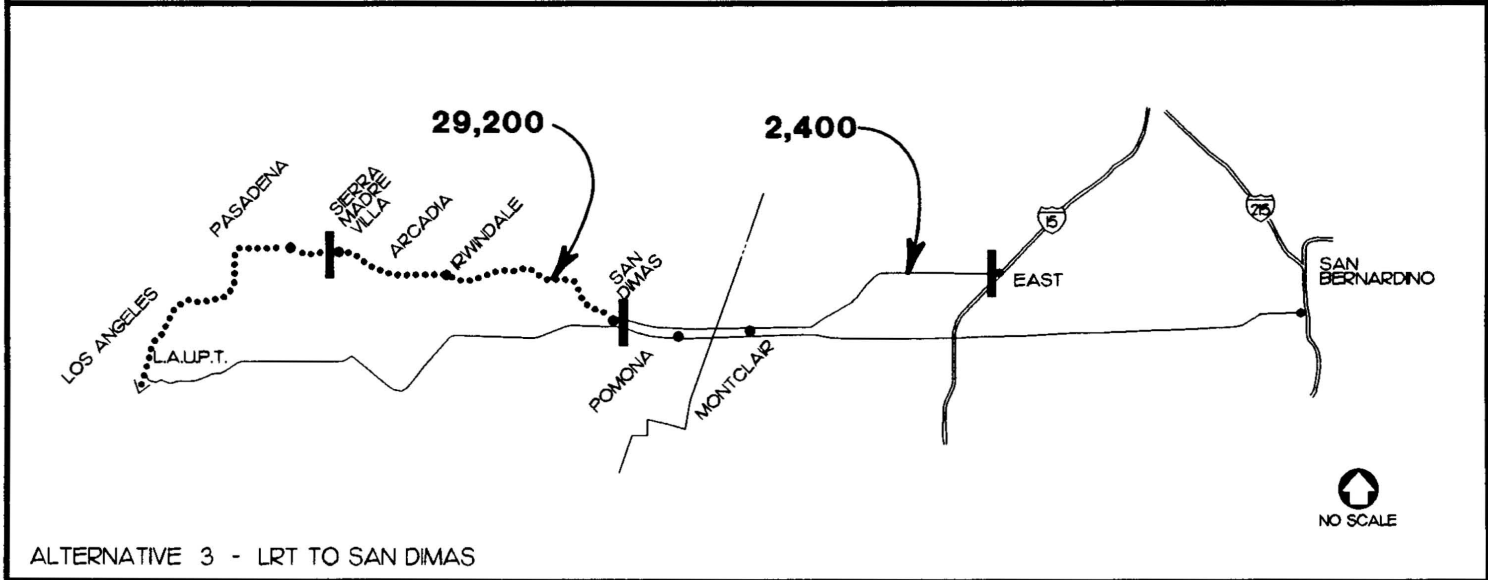 29,200
2,400
PASADENA
SIERRA
MADRE
VILLA
ARCADIA
IRWINDALE
SAN
DIMAS
15
215
EAST
SAN
BERNARDINO
LOS ANGELES
L.A.U.P.T.
POMONA
MONTCLAIR
NO SCALE
ALTERNATIVE 3 - LRT TO SAN DIMAS